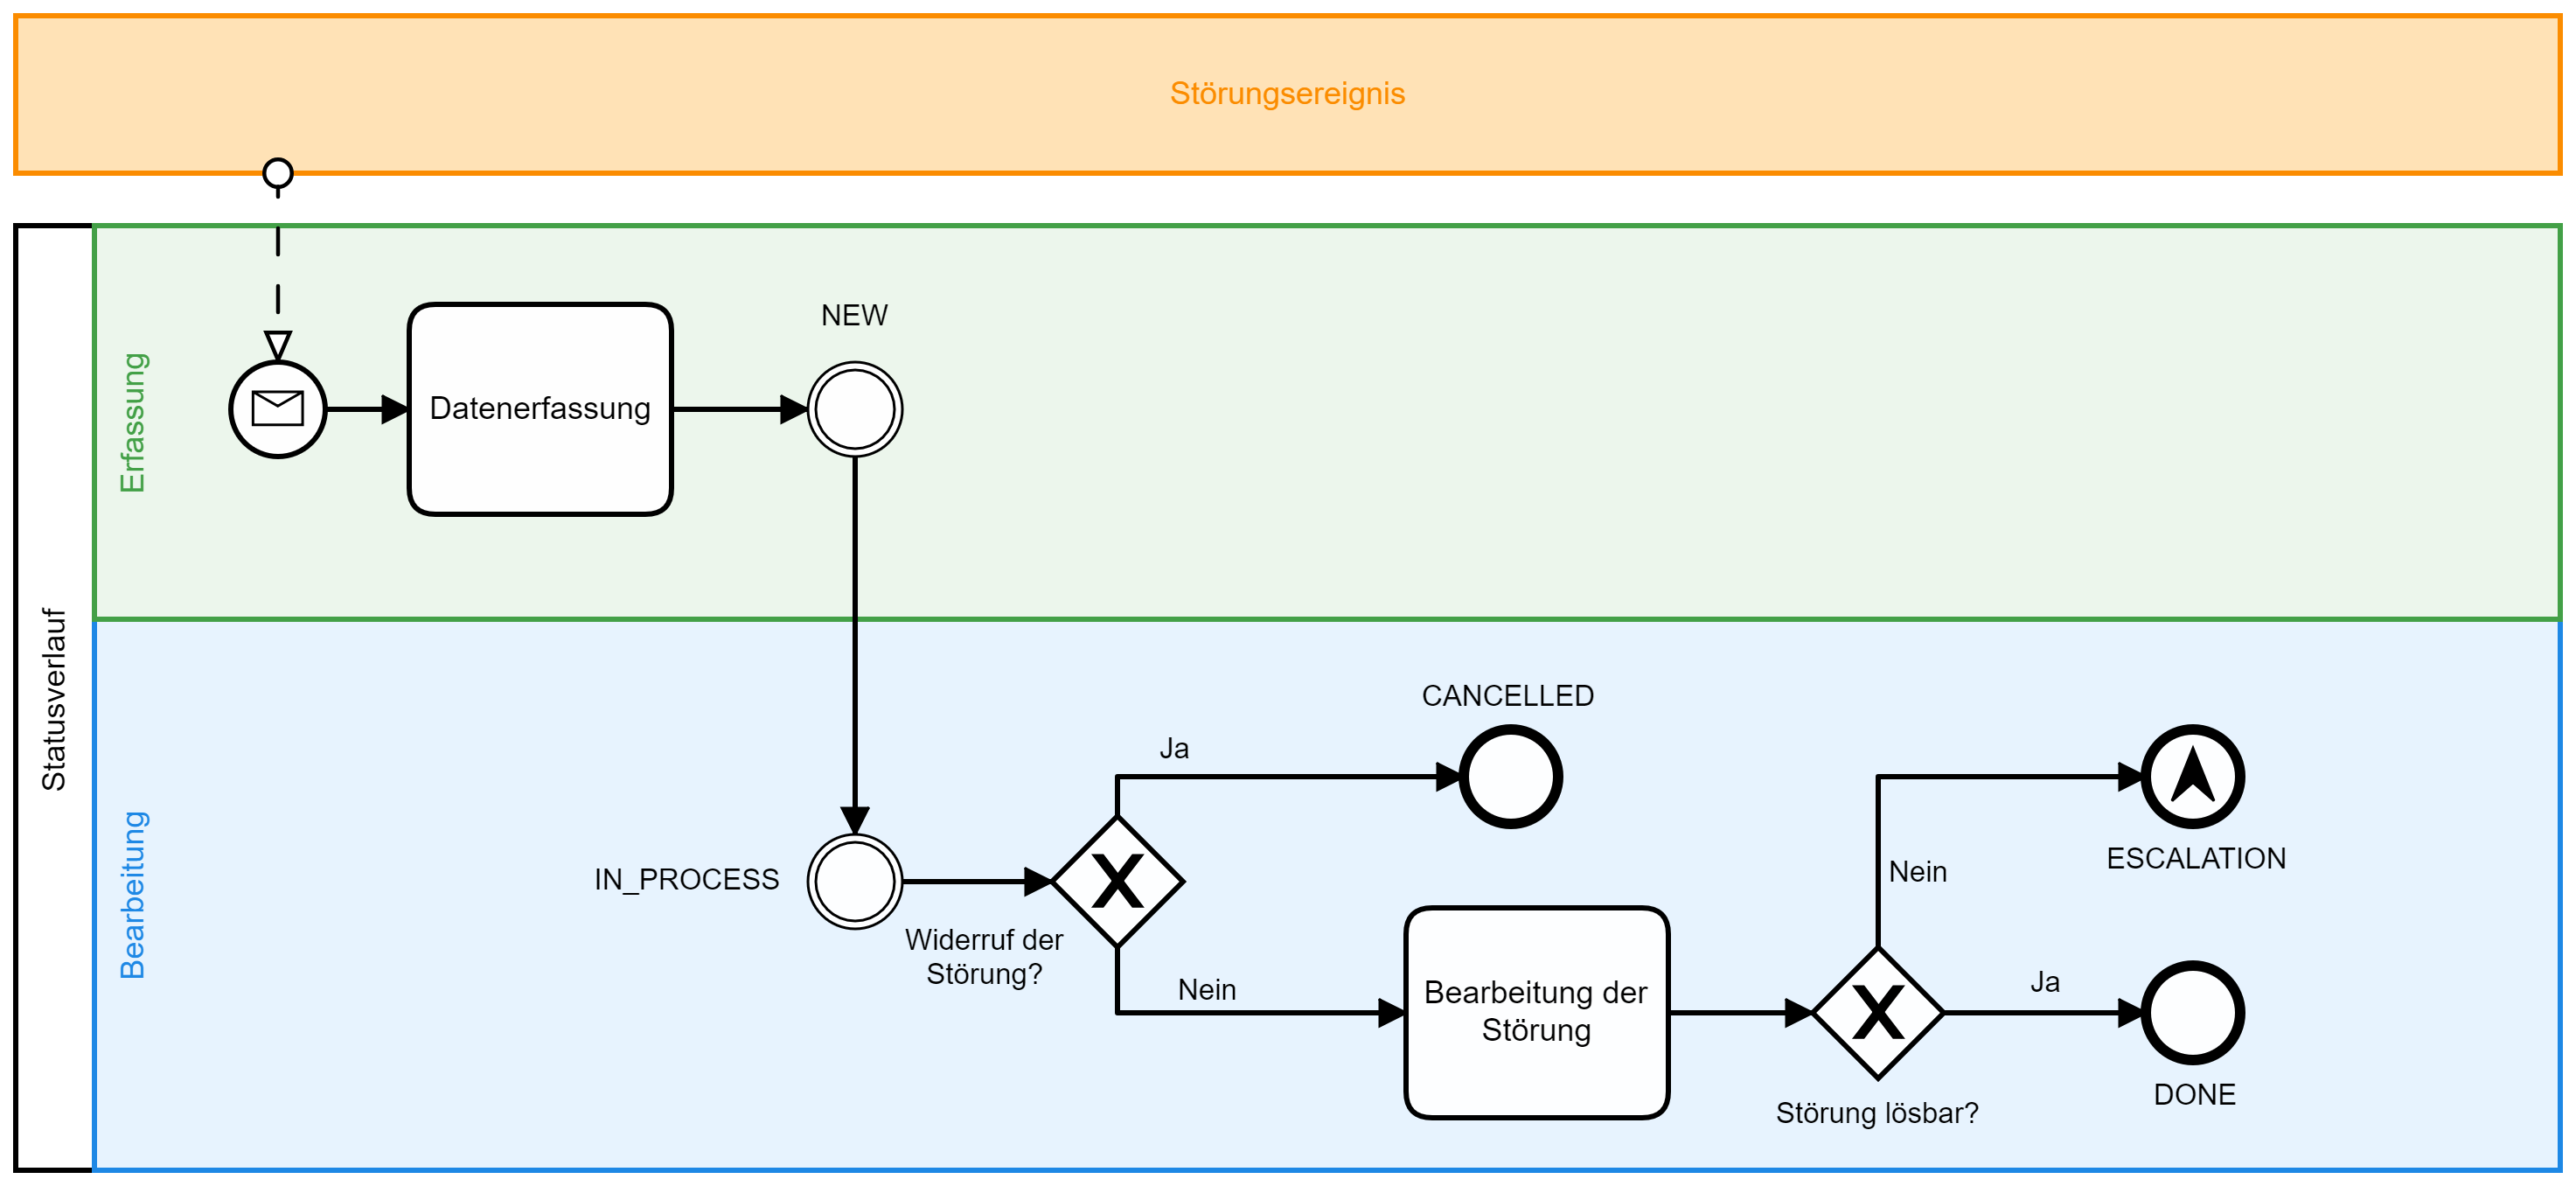 Störungsereignis
Statusverlauf
Erfassung
Datenerfassung
NEW
Bearbeitung
IN_PROCESS
Widerruf der
Störung?
Ja
CANCELLED
Nein
Bearbeitung der
Störung
Störung lösbar?
Nein
ESCALATION
Ja
DONE